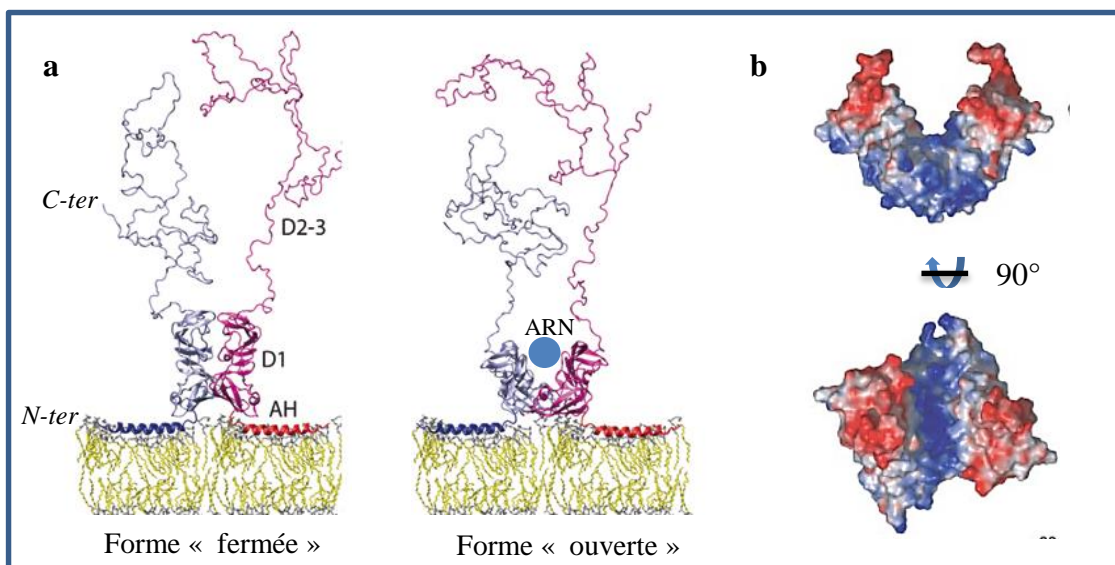 a
b
C-ter
D2-3
ARN
D1
AH
N-ter
90°
Forme « fermée »
Forme « ouverte »